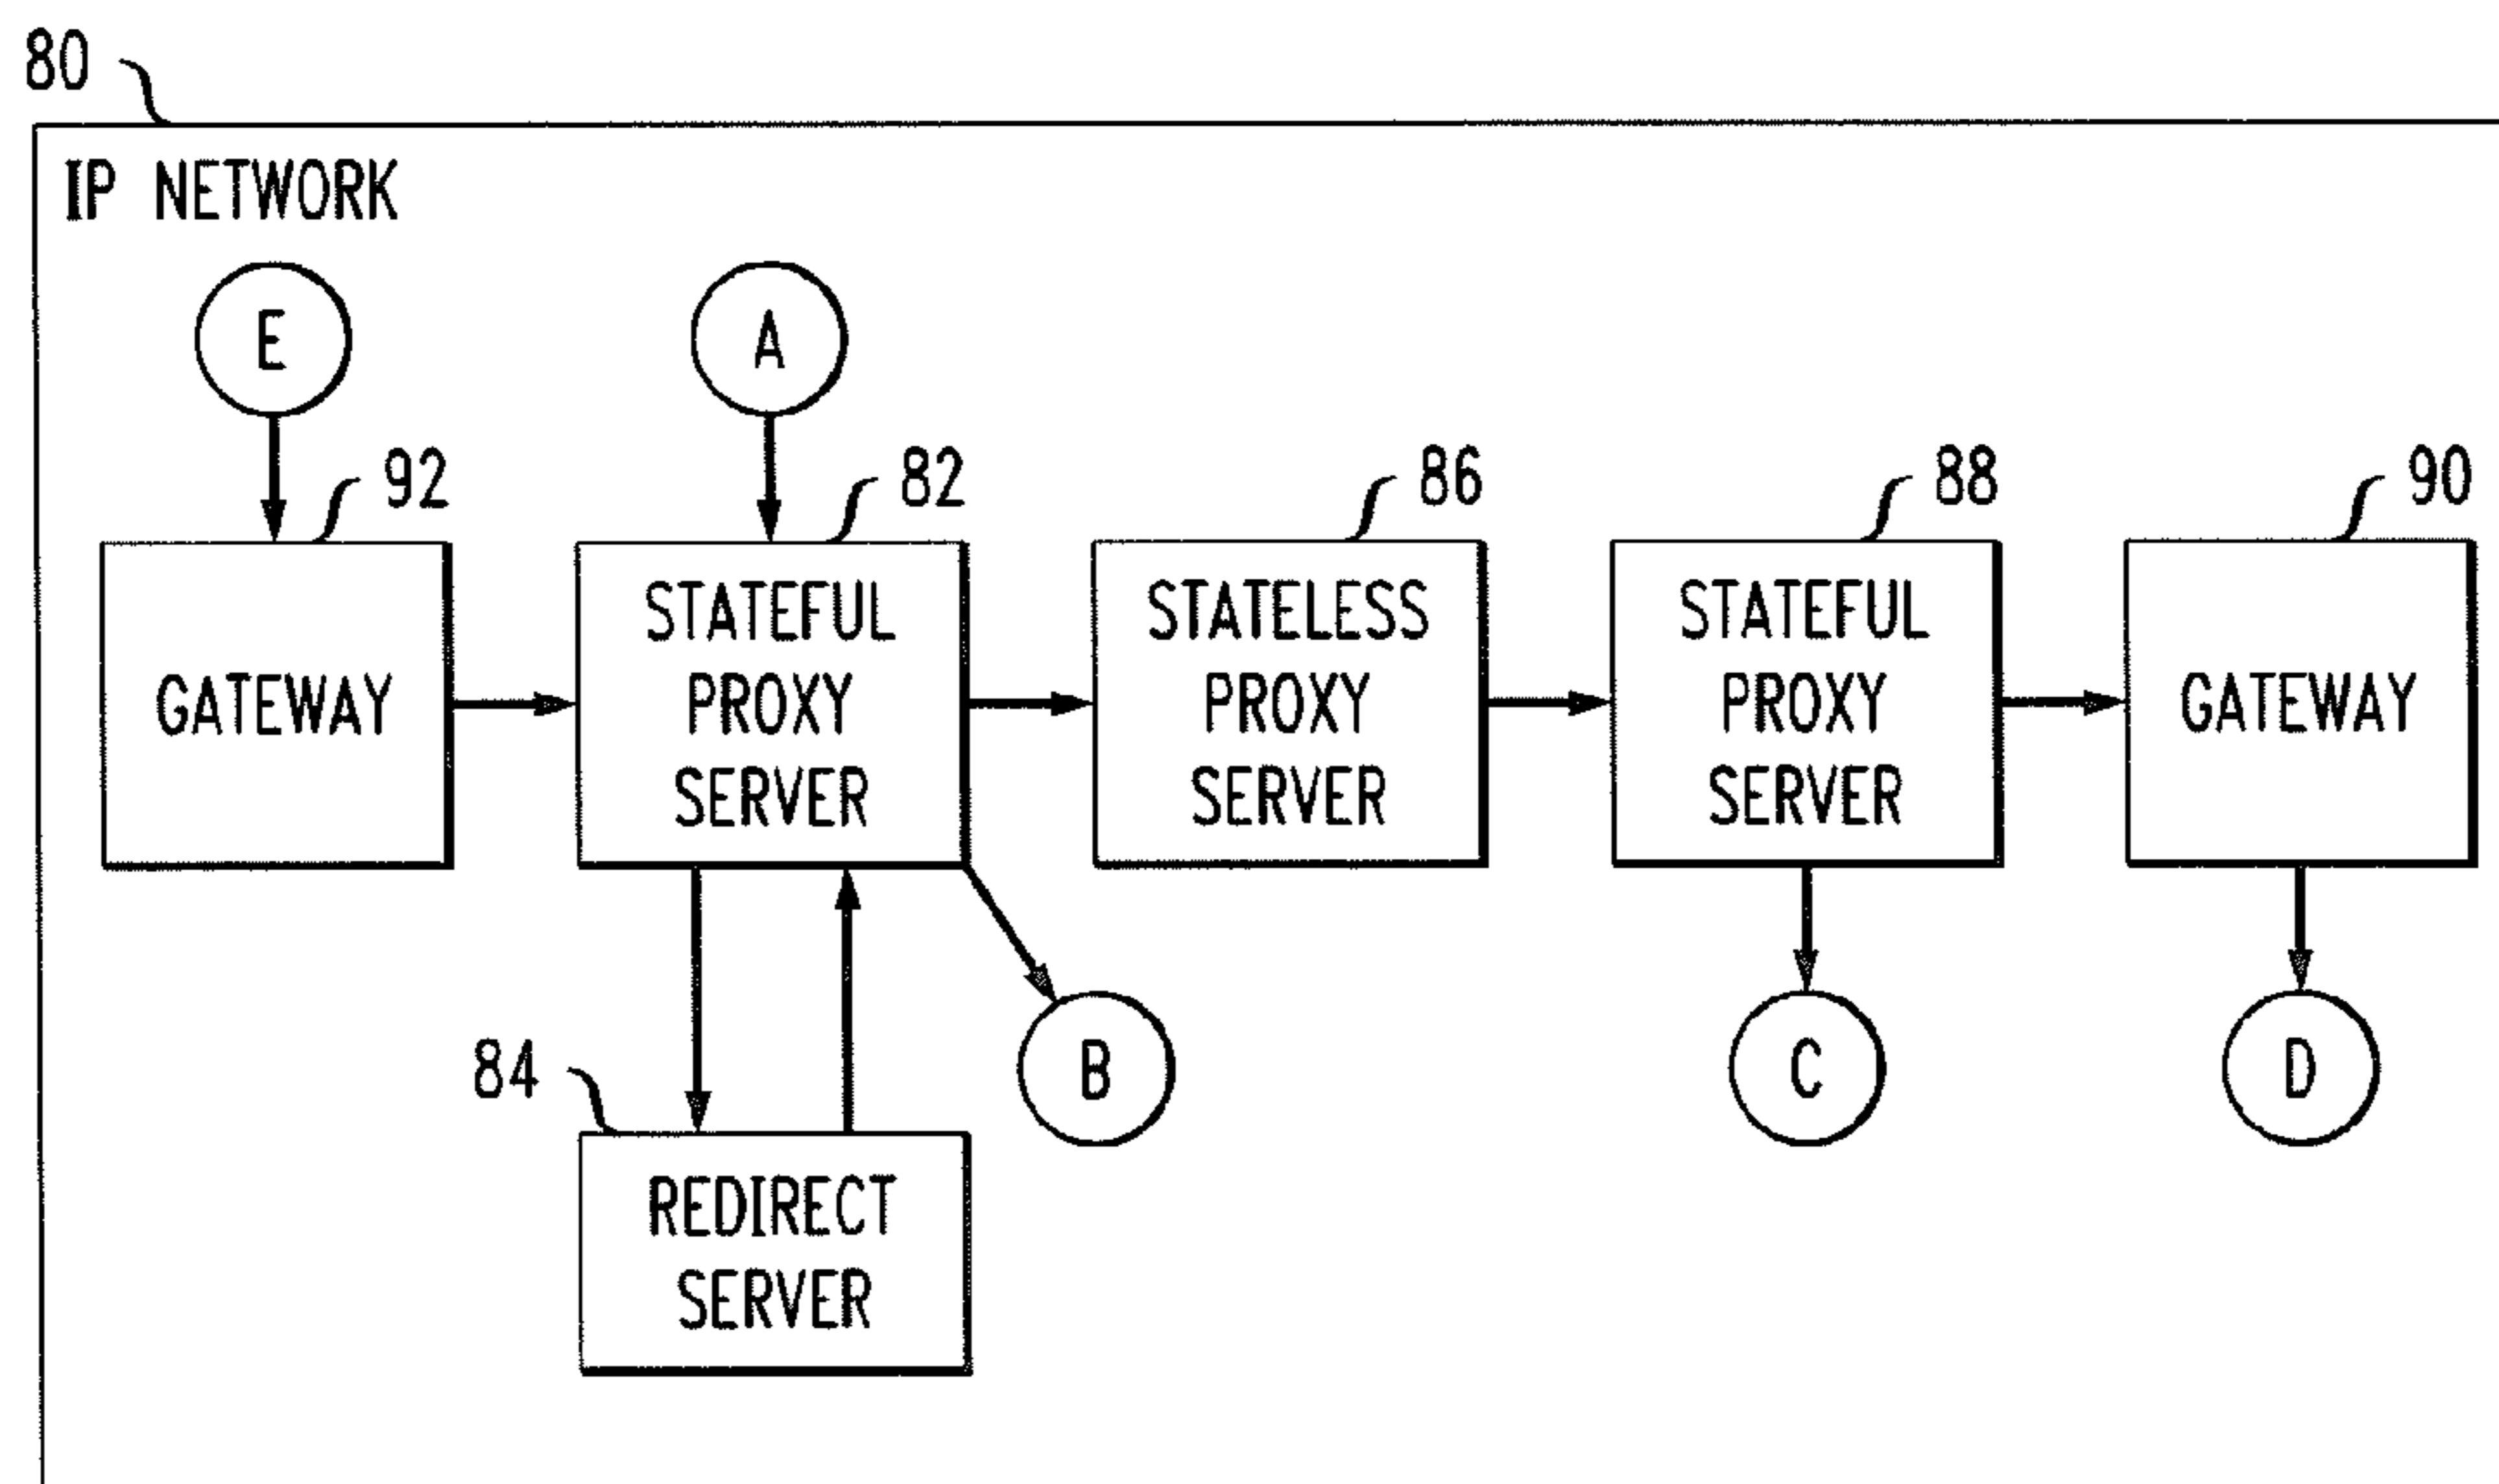 80
IP NETWORK
E
A
92
82
86
88
90
GATEWAY
STATEFUL
PROXY
SERVER
STATELESS
PROXY
SERVER
STATEFUL
PROXY
SERVER
GATEWAY
84
B
C
D
REDIRECT
SERVER